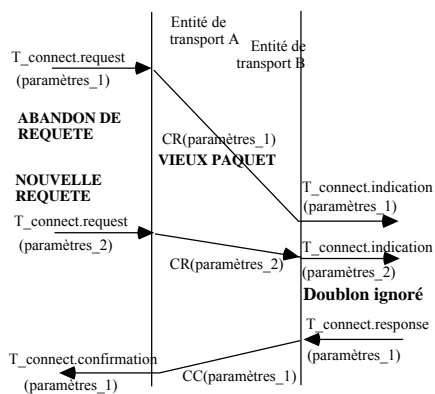 Entité de
transport A
Entité de
transport B
T_connect.request
(paramètres_1)
ABANDON DE
REQUETE
CR(paramètres_1)
VIEUX PAQUET
NOUVELLE
REQUETE
T_connect.indication
(paramètres_1)
T_connect.request
(paramètres_2)
CR(paramètres_2)
T_connect.indication
(paramètres_2)
Doublon ignoré
T_connect.response
(paramètres_1)
T_connect.confirmation
(paramètres_1)
CC(paramètres_1)